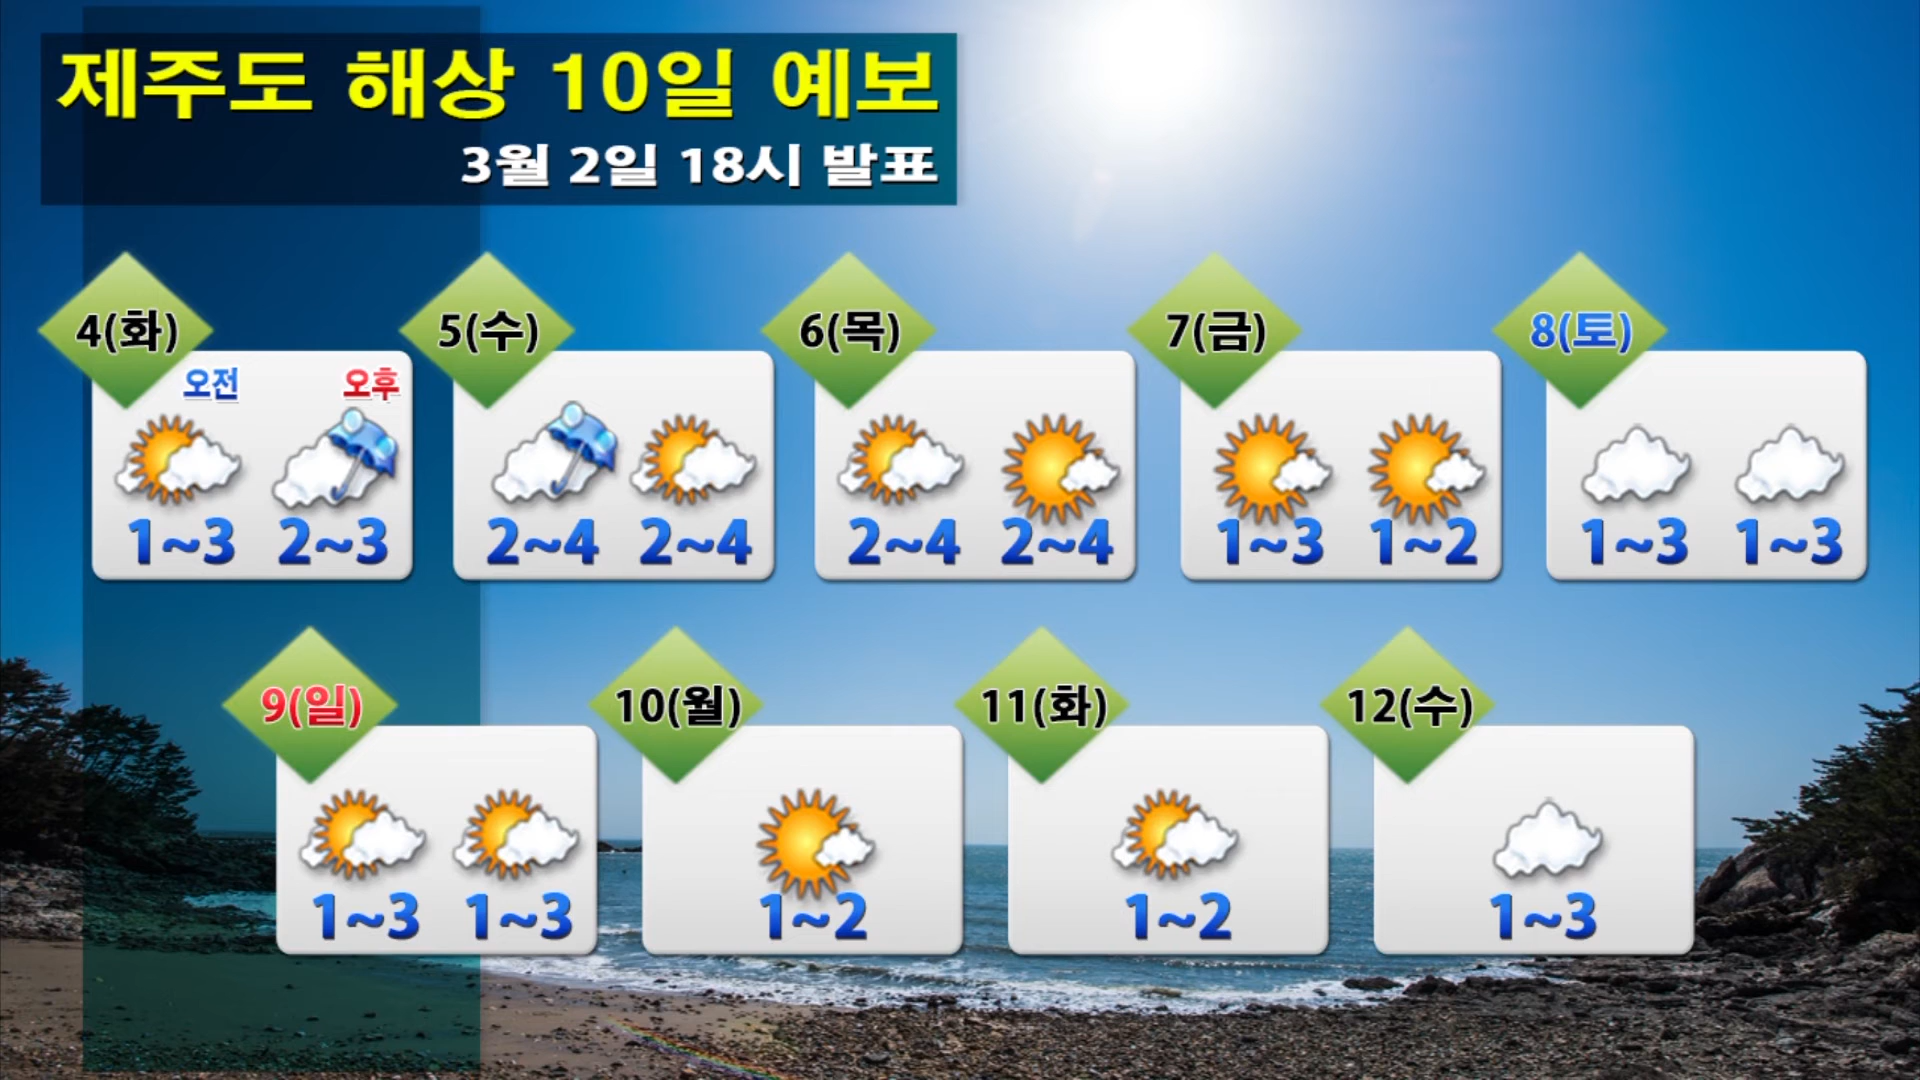 제주도 해상 10일 예보
3월 2일 18시 발표
4(화) 5(수) 6(목) 7(금) 8(토)
오전 오후
1~3 2~3 2~4 2~4 2~4 2~4 1~3 1~2 1~3 1~3
9(일) 10(월) 11(화) 12(수)
1~3 1~3 1~2 1~2 1~3